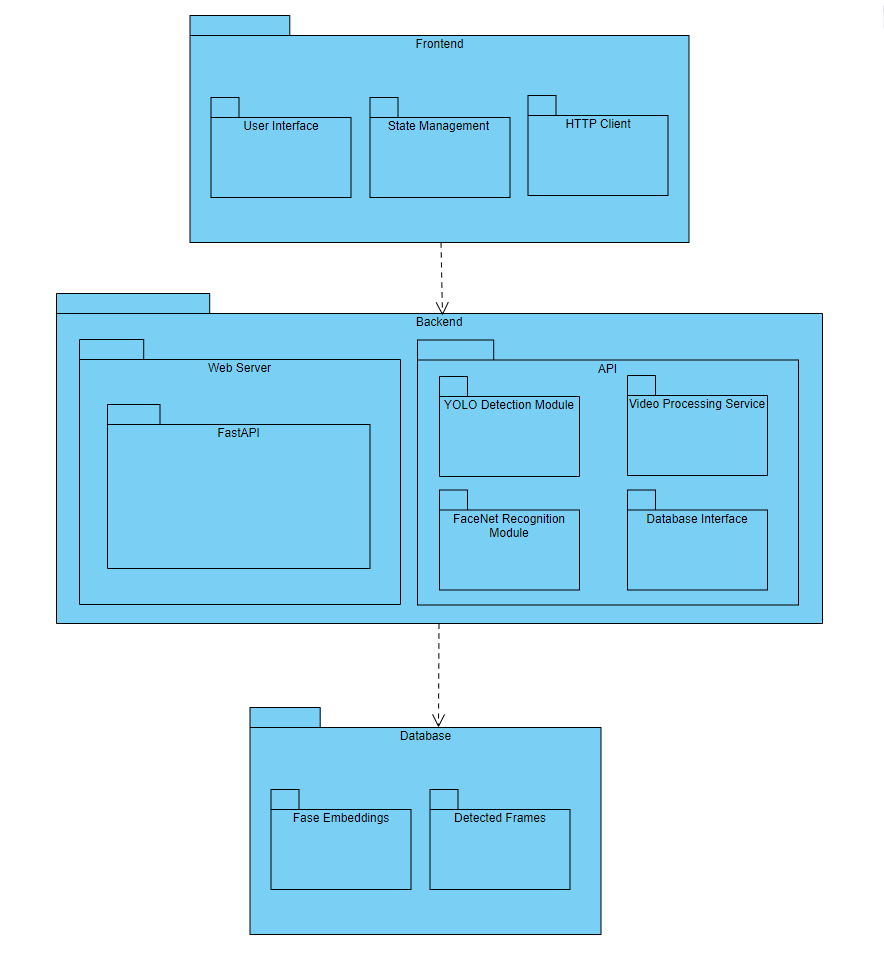 Frontend
User Interface
State Management
HTTP Client
Backend
Web Server
FastAPI
API
YOLO Detection Module
Video Processing Service
FaceNet Recognition
Module
Database Interface
Database
Fase Embeddings
Detected Frames